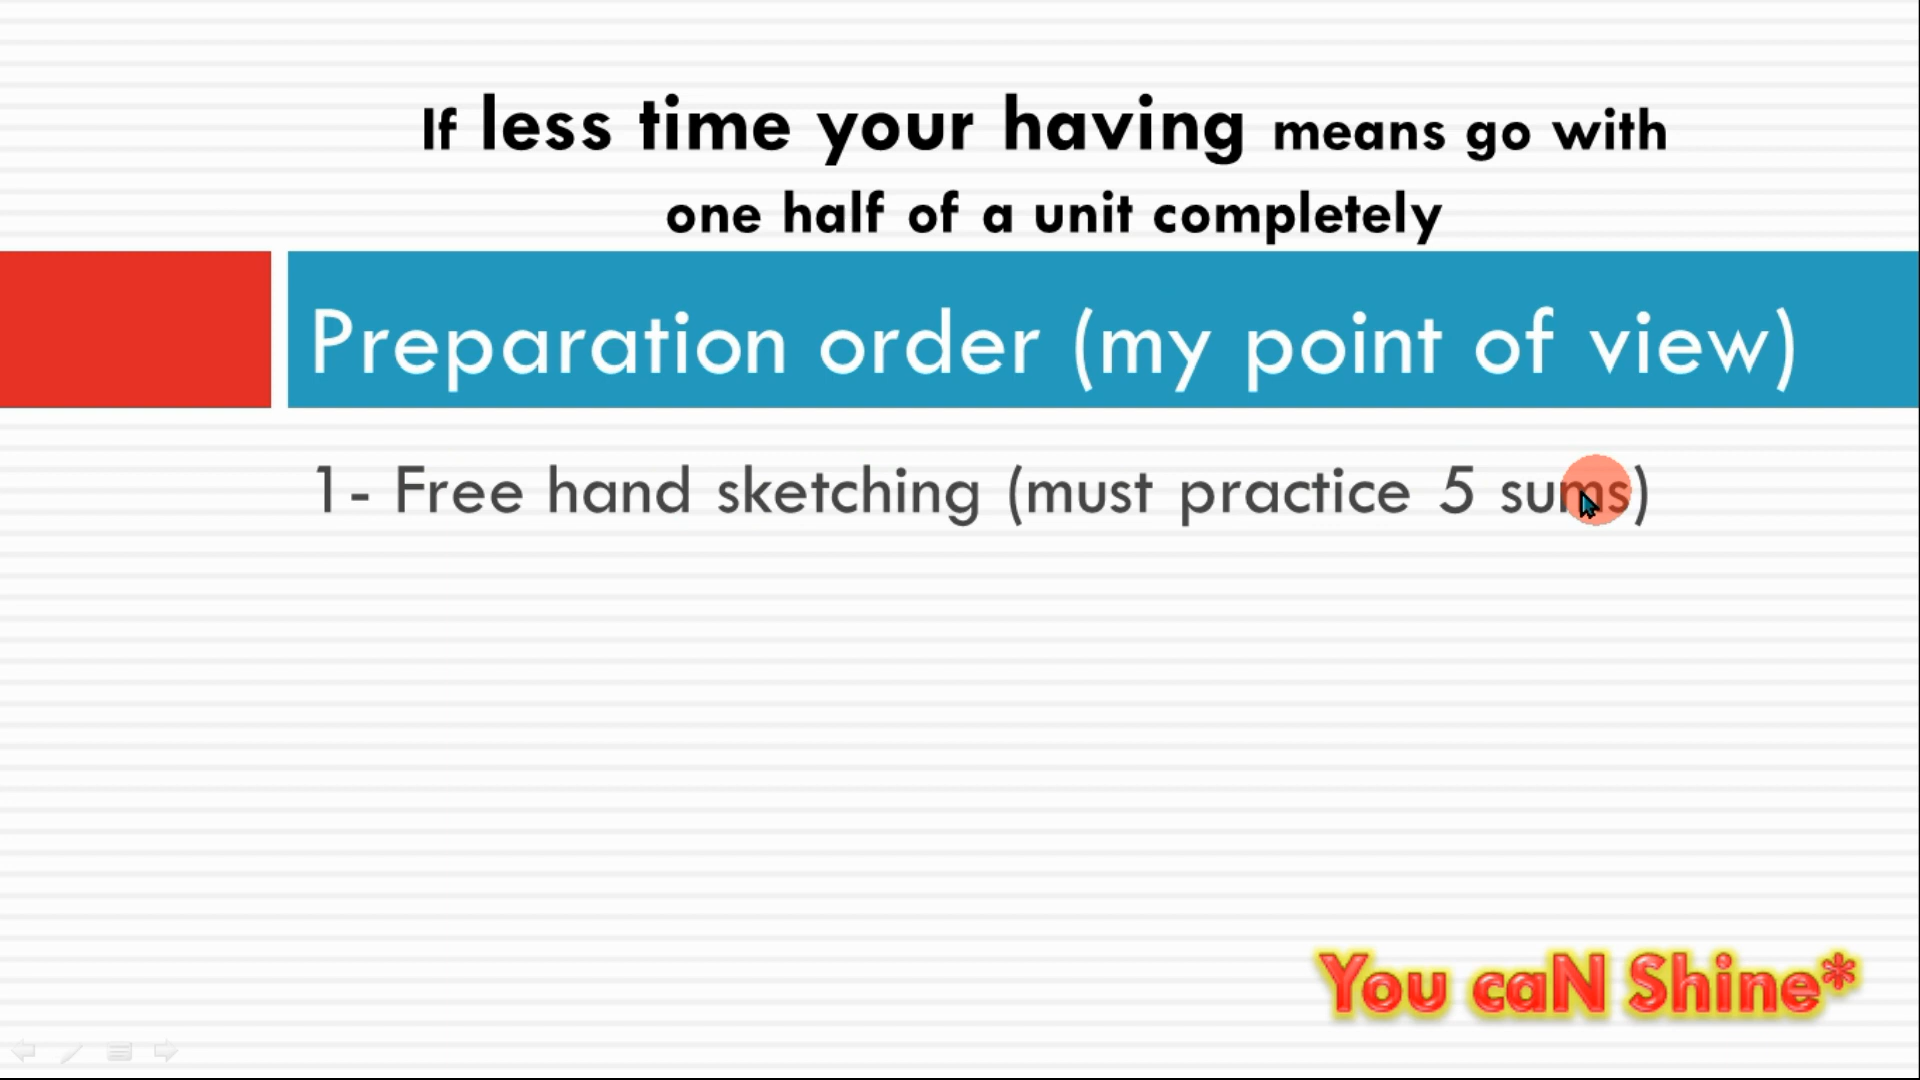 If less time your having means go with
one half of a unit completely
Preparation order (my point of view)
1- Free hand sketching (must practice 5 sums)
You caN Shine*